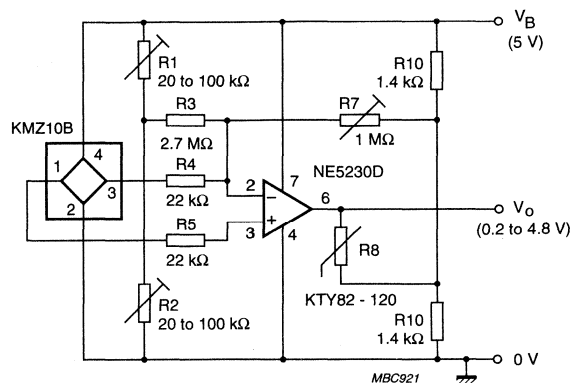 V_B
(5 V)
R1
20 to 100 kΩ
R10
1.4 kΩ
R3
2.7 MΩ
R7
1 MΩ
KMZ10B
1
4
3
2
R4
22 kΩ
NE5230D
2
7
6
−
+
3
4
V_o
(0.2 to 4.8 V)
R5
22 kΩ
R8
KTY82 - 120
R2
20 to 100 kΩ
R10
1.4 kΩ
0 V
MBC921